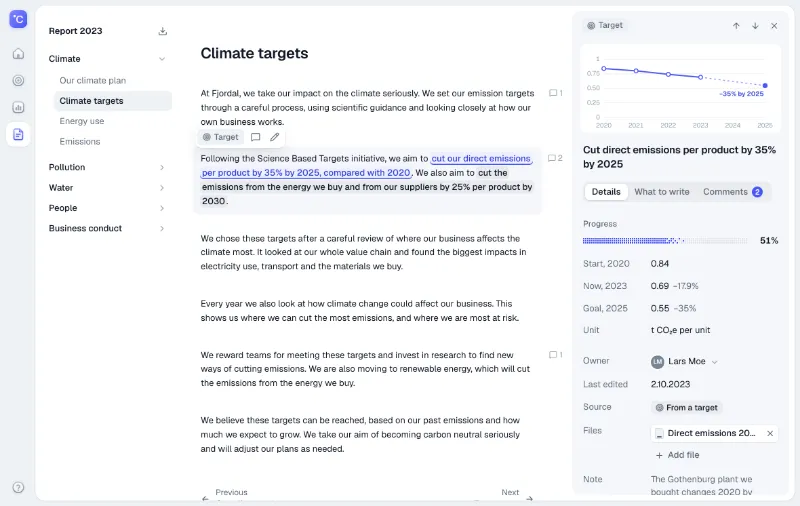 °C
Report 2023
Climate
Our climate plan
Climate targets
Energy use
Emissions
Pollution
Water
People
Business conduct
Climate targets
At Fjordal, we take our impact on the climate seriously. We set our emission targets
through a careful process, using scientific guidance and looking closely at how our
own business works.
1
Target
Following the Science Based Targets initiative, we aim to cut our direct emissions
per product by 35% by 2025, compared with 2020. We also aim to cut the
emissions from the energy we buy and from our suppliers by 25% per product by
2030.
2
We chose these targets after a careful review of where our business affects the
climate most. It looked at our whole value chain and found the biggest impacts in
electricity use, transport and the materials we buy.
Every year we also look at how climate change could affect our business. This
shows us where we can cut the most emissions, and where we are most at risk.
We reward teams for meeting these targets and invest in research to find new
ways of cutting emissions. We are also moving to renewable energy, which will cut
the emissions from the energy we buy.
1
We believe these targets can be reached, based on our past emissions and how
much we expect to grow. We take our aim of becoming carbon neutral seriously
and will adjust our plans as needed.
Previous
Next
Target
1
0.75
0.50
0.25
0
−35% by 2025
2020 2021 2022 2023 2024 2025
Cut direct emissions per product by 35%
by 2025
Details What to write Comments 2
Progress
51%
Start, 2020 0.84
Now, 2023 0.69 −17.9%
Goal, 2025 0.55 −35%
Unit t CO₂e per unit
Owner LM Lars Moe
Last edited 2.10.2023
Source From a target
Files Direct emissions 20...
Add file
Note The Gothenburg plant we
bought changes 2020 by